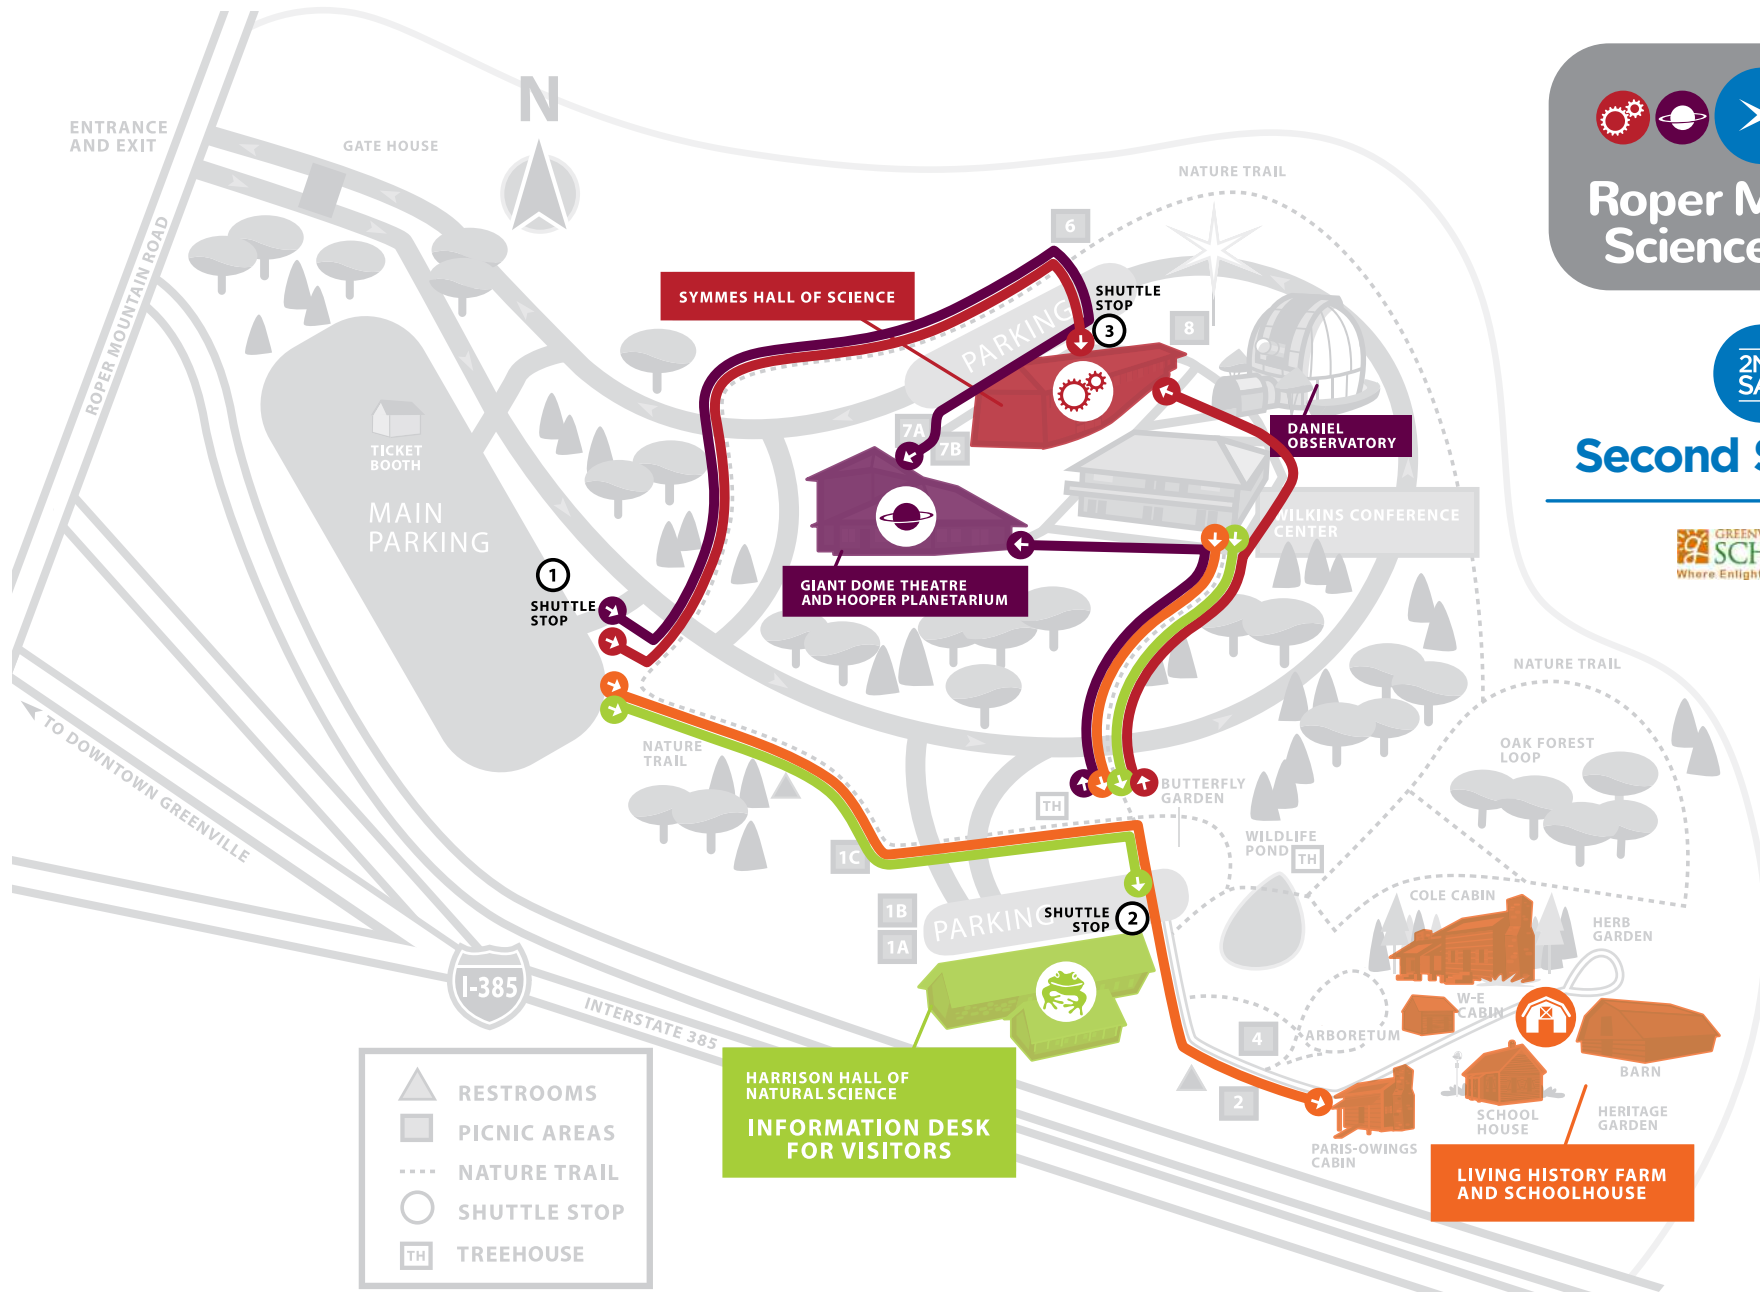 ENTRANCE
AND EXIT
GATE HOUSE
N
ROPER MOUNTAIN ROAD
NATURE TRAIL
6
SYMMES HALL OF SCIENCE
SHUTTLE
STOP
3
PARKING
8
Roper
Science
Second
TICKET
BOOTH
MAIN
PARKING
7A
7B
DANIEL
OBSERVATORY
WILKINS CONFERENCE
CENTER
Where
1
SHUTTLE
STOP
GIANT DOME THEATRE
AND HOOPER PLANETARIUM
NATURE TRAIL
TO DOWNTOWN GREENVILLE
NATURE
TRAIL
OAK FOREST
LOOP
BUTTERFLY
GARDEN
TH
WILDLIFE
POND
TH
1C
1B
1A
PARKING
SHUTTLE
STOP
2
COLE CABIN
HERB
GARDEN
I-385
INTERSTATE 385
W-E
CABIN
ARBORETUM
4
2
BARN
SCHOOL
HOUSE
HERITAGE
GARDEN
PARIS-OWINGS
CABIN
HARRISON HALL OF
NATURAL SCIENCE
INFORMATION DESK
FOR VISITORS
LIVING HISTORY FARM
AND SCHOOLHOUSE
RESTROOMS
PICNIC AREAS
NATURE TRAIL
SHUTTLE STOP
TH TREEHOUSE